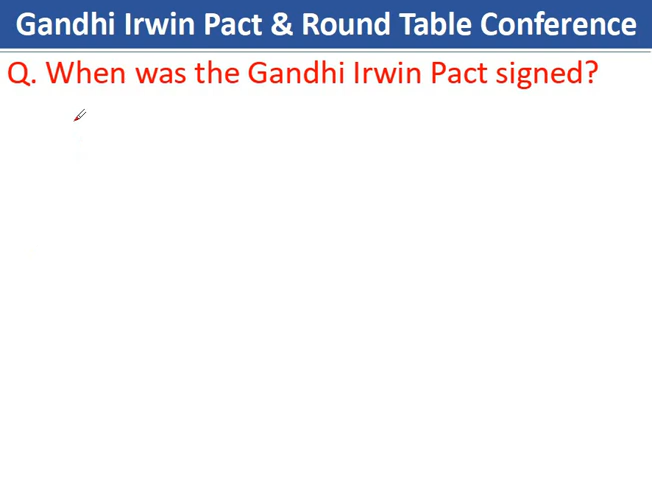 Gandhi Irwin Pact & Round Table Conference
Q. When was the Gandhi Irwin Pact signed?